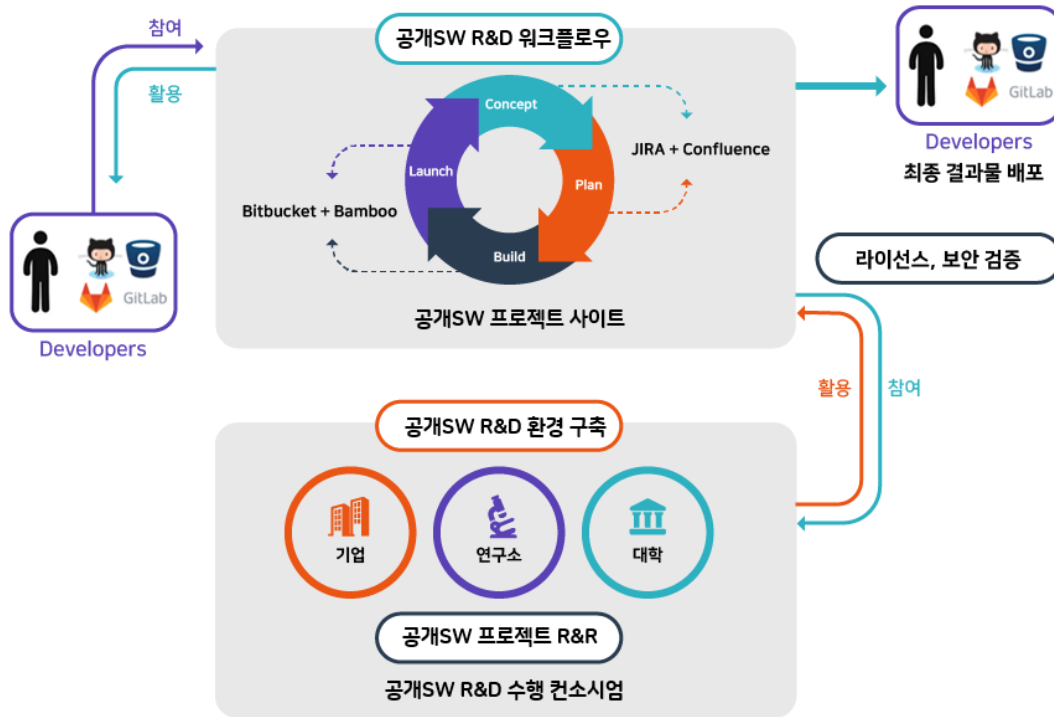 참여
활용
GitLab
Developers
공개SW R&D 워크플로우
Concept
Plan
Build
Launch
JIRA + Confluence
Bitbucket + Bamboo
공개SW 프로젝트 사이트
GitLab
Developers
최종 결과물 배포
라이선스, 보안 검증
활용
참여
공개SW R&D 환경 구축
기업
연구소
대학
공개SW 프로젝트 R&R
공개SW R&D 수행 컨소시엄